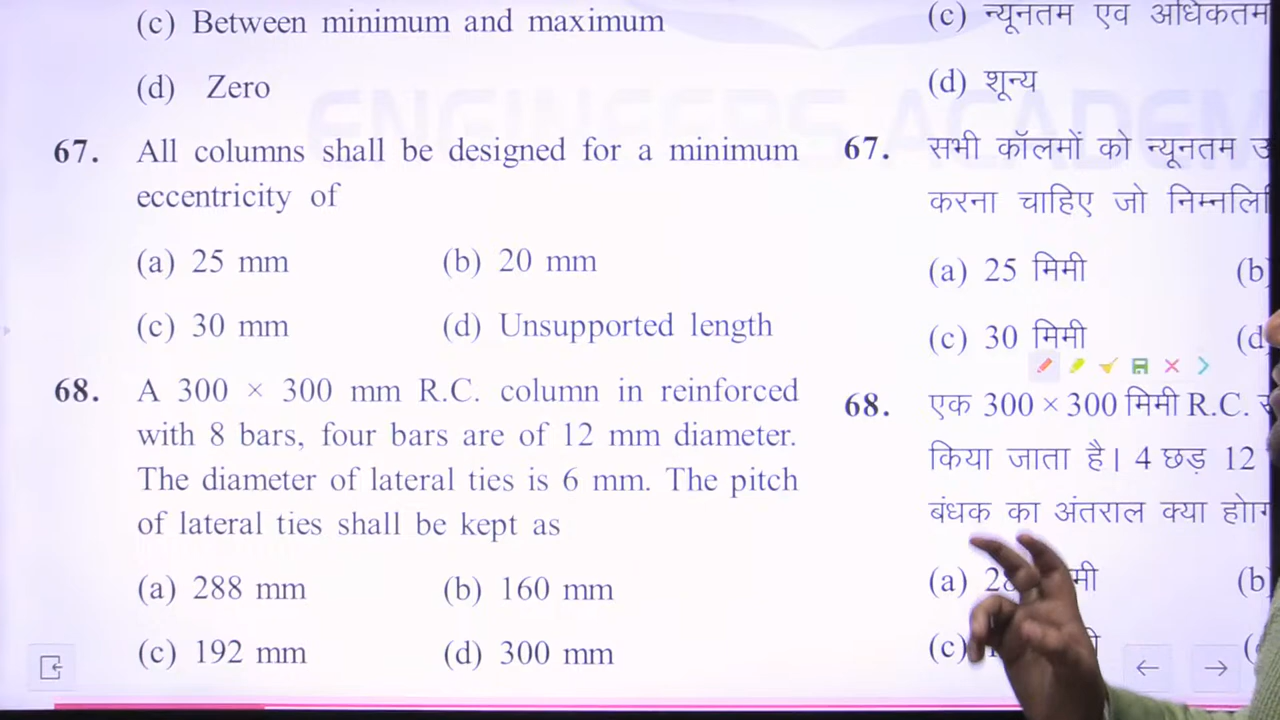 (c) Between minimum and maximum
(d) Zero
ENGINEERS ACADEM
67. All columns shall be designed for a minimum
eccentricity of
(a) 25 mm (b) 20 mm
(c) 30 mm (d) Unsupported length
68. A 300 × 300 mm R.C. column in reinforced
with 8 bars, four bars are of 12 mm diameter.
The diameter of lateral ties is 6 mm. The pitch
of lateral ties shall be kept as
(a) 288 mm (b) 160 mm
(c) 192 mm (d) 300 mm
(c) न्यूनतम एव अधिकतम
(d) शून्य
67. सभी कॉलमों को न्यूनतम
करना चाहिए जो
(a) 25 मिमी (b)
(c) 30 मिमी (d
68. एक 300 × 300 मिमी R.C.
किया जाता है। 4 छड़ 12
बंधक का अंतराल क्या
(a) (b)
(c)